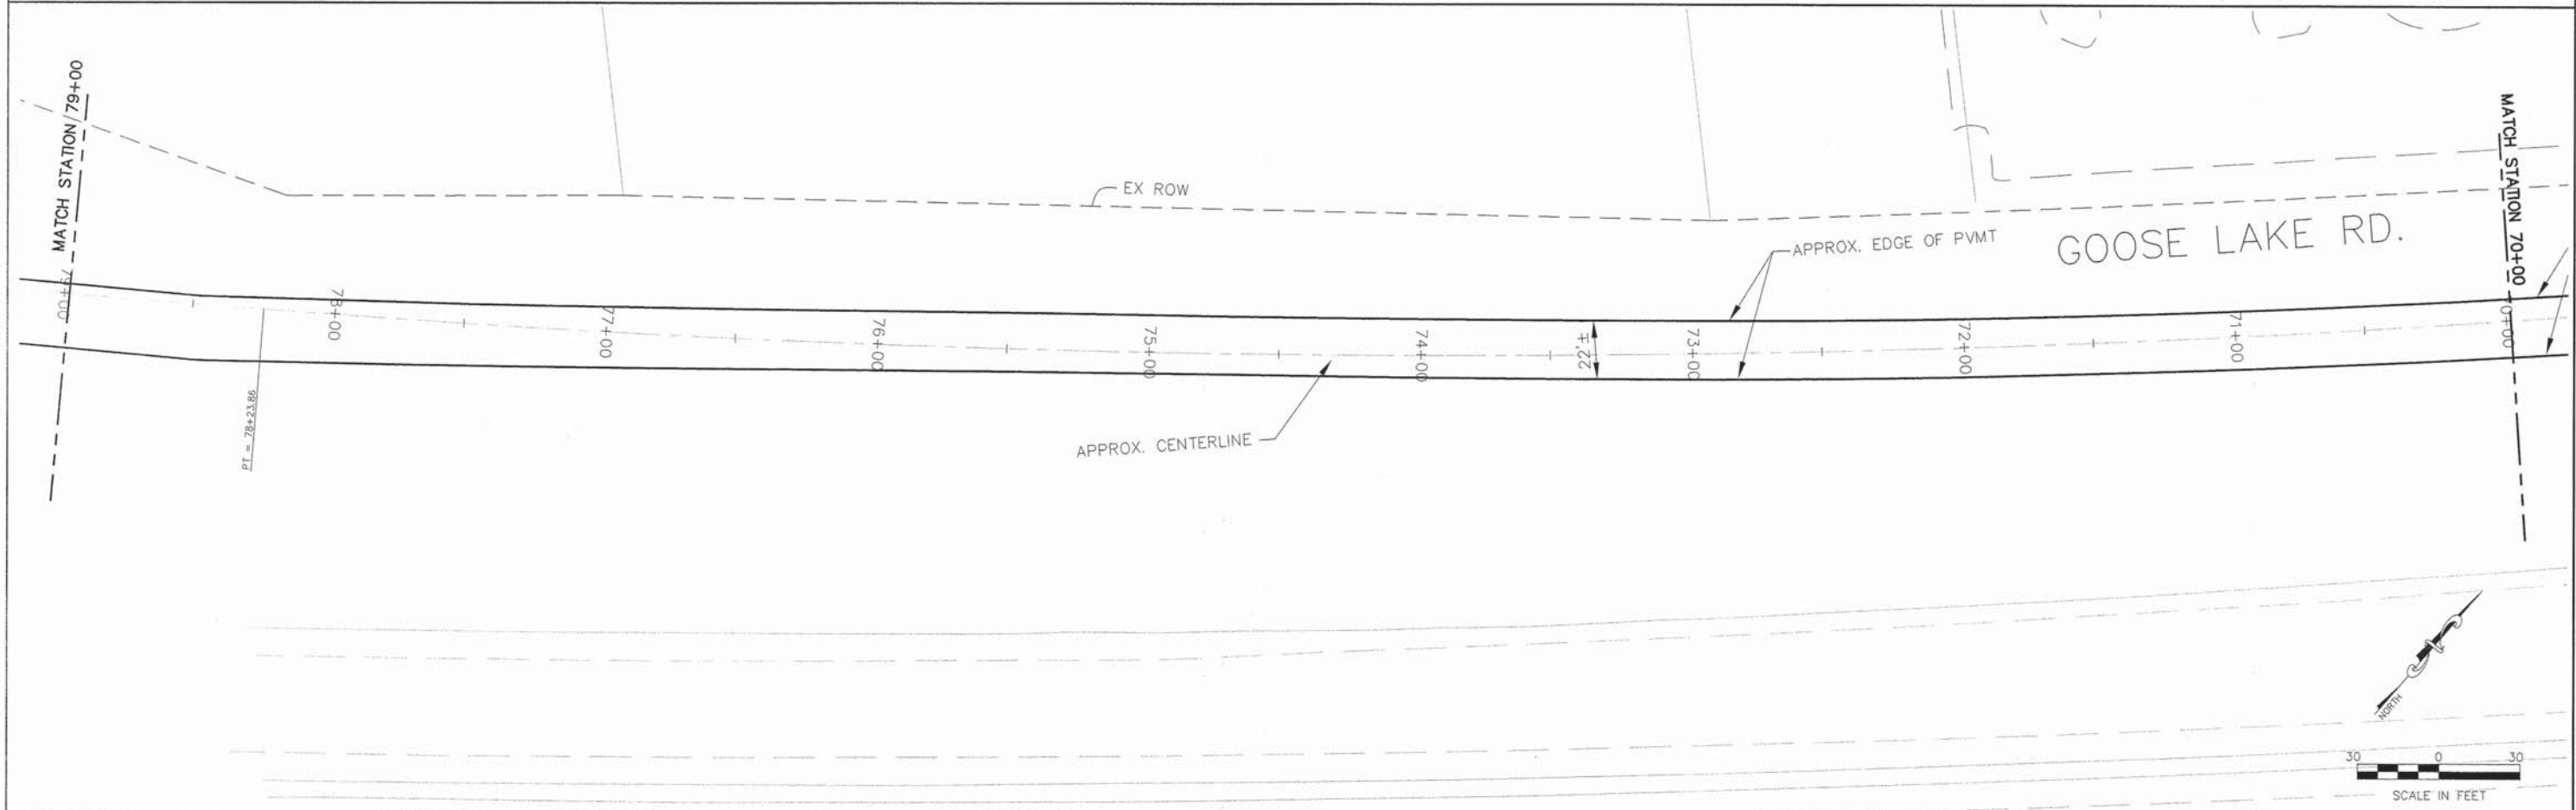 MATCH STATION 79+00
MATCH STATION 70+00
EX ROW
APPROX. EDGE OF PVMT
GOOSE LAKE RD.
79+00
78+00
77+00
76+00
75+00
74+00
22'±
73+00
72+00
71+00
70+00
PT = 78+23.86
APPROX. CENTERLINE
NORTH
30 0 30
SCALE IN FEET